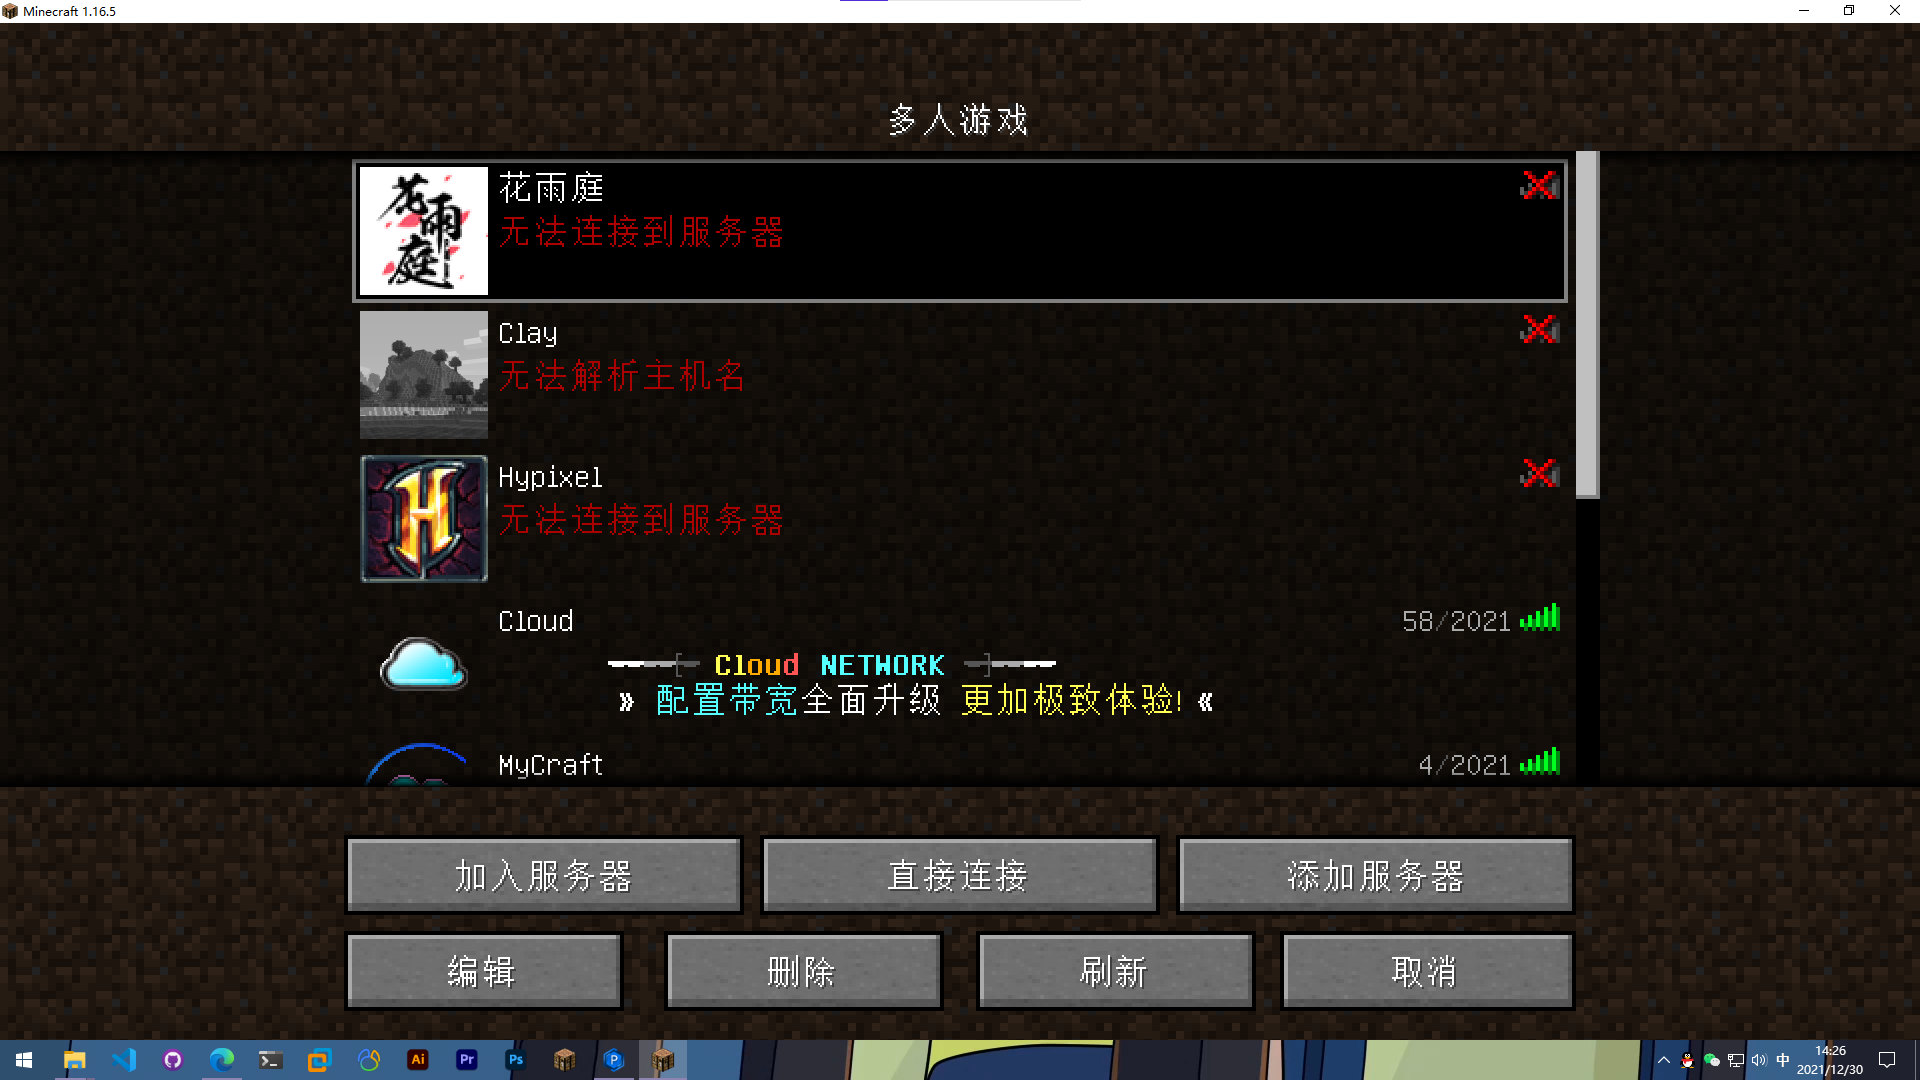 Minecraft 1.16.5
多人游戏
花雨庭
花雨庭
无法连接到服务器
Clay
无法解析主机名
Hypixel
无法连接到服务器
Cloud
58/2021
Cloud NETWORK
» 配置带宽全面升级 更加极致体验! «
MyCraft
4/2021
加入服务器
直接连接
添加服务器
编辑
删除
刷新
取消
Ai
Pr
Ps
P
中
14:26
2021/12/30